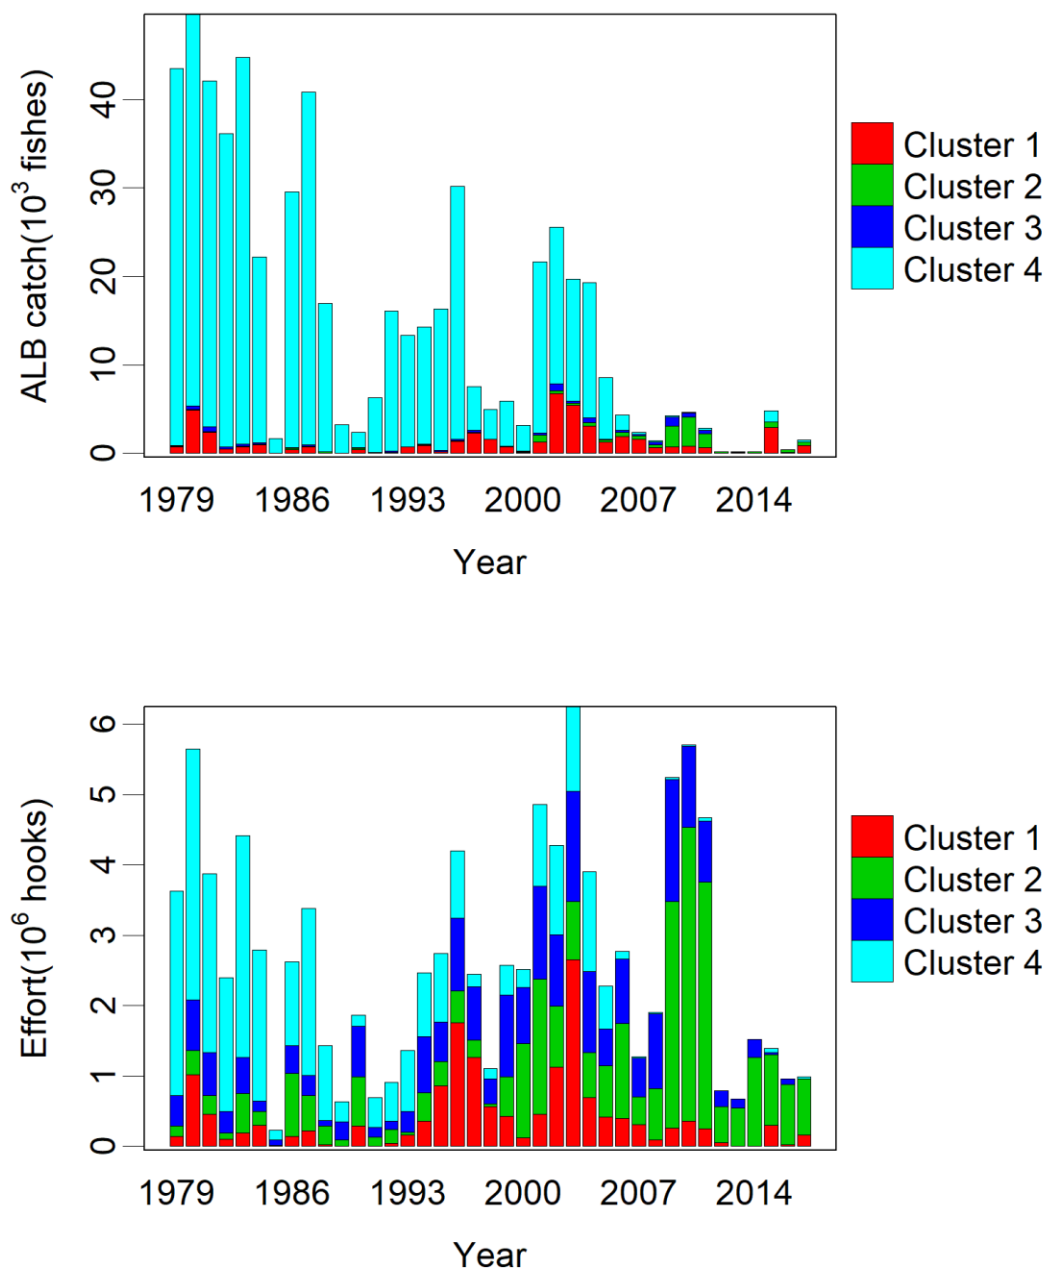 ALB catch(10³ fishes)
40
30
20
10
0
1979 1986 1993 2000 2007 2014
Year
Cluster 1
Cluster 2
Cluster 3
Cluster 4
Effort(10⁶ hooks)
6
5
4
3
2
1
0
1979 1986 1993 2000 2007 2014
Year
Cluster 1
Cluster 2
Cluster 3
Cluster 4